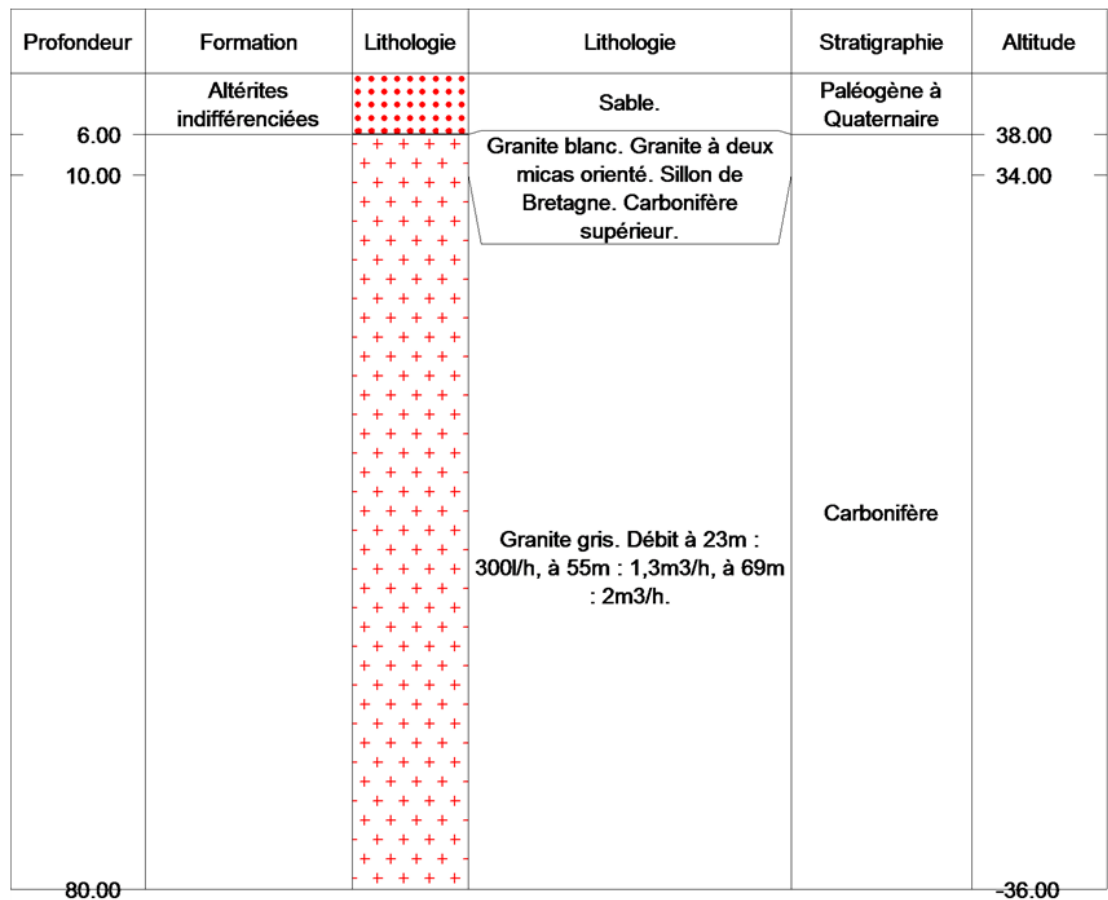 Profondeur
Formation
Lithologie
Lithologie
Stratigraphie
Altitude
Altérites
indifférenciées
Sable.
Paléogène à
Quaternaire
6.00
38.00
Granite blanc. Granite à deux
micas orienté. Sillon de
Bretagne. Carbonifère
supérieur.
10.00
34.00
Granite gris. Débit à 23m :
300l/h, à 55m : 1,3m3/h, à 69m
: 2m3/h.
Carbonifère
80.00
-36.00